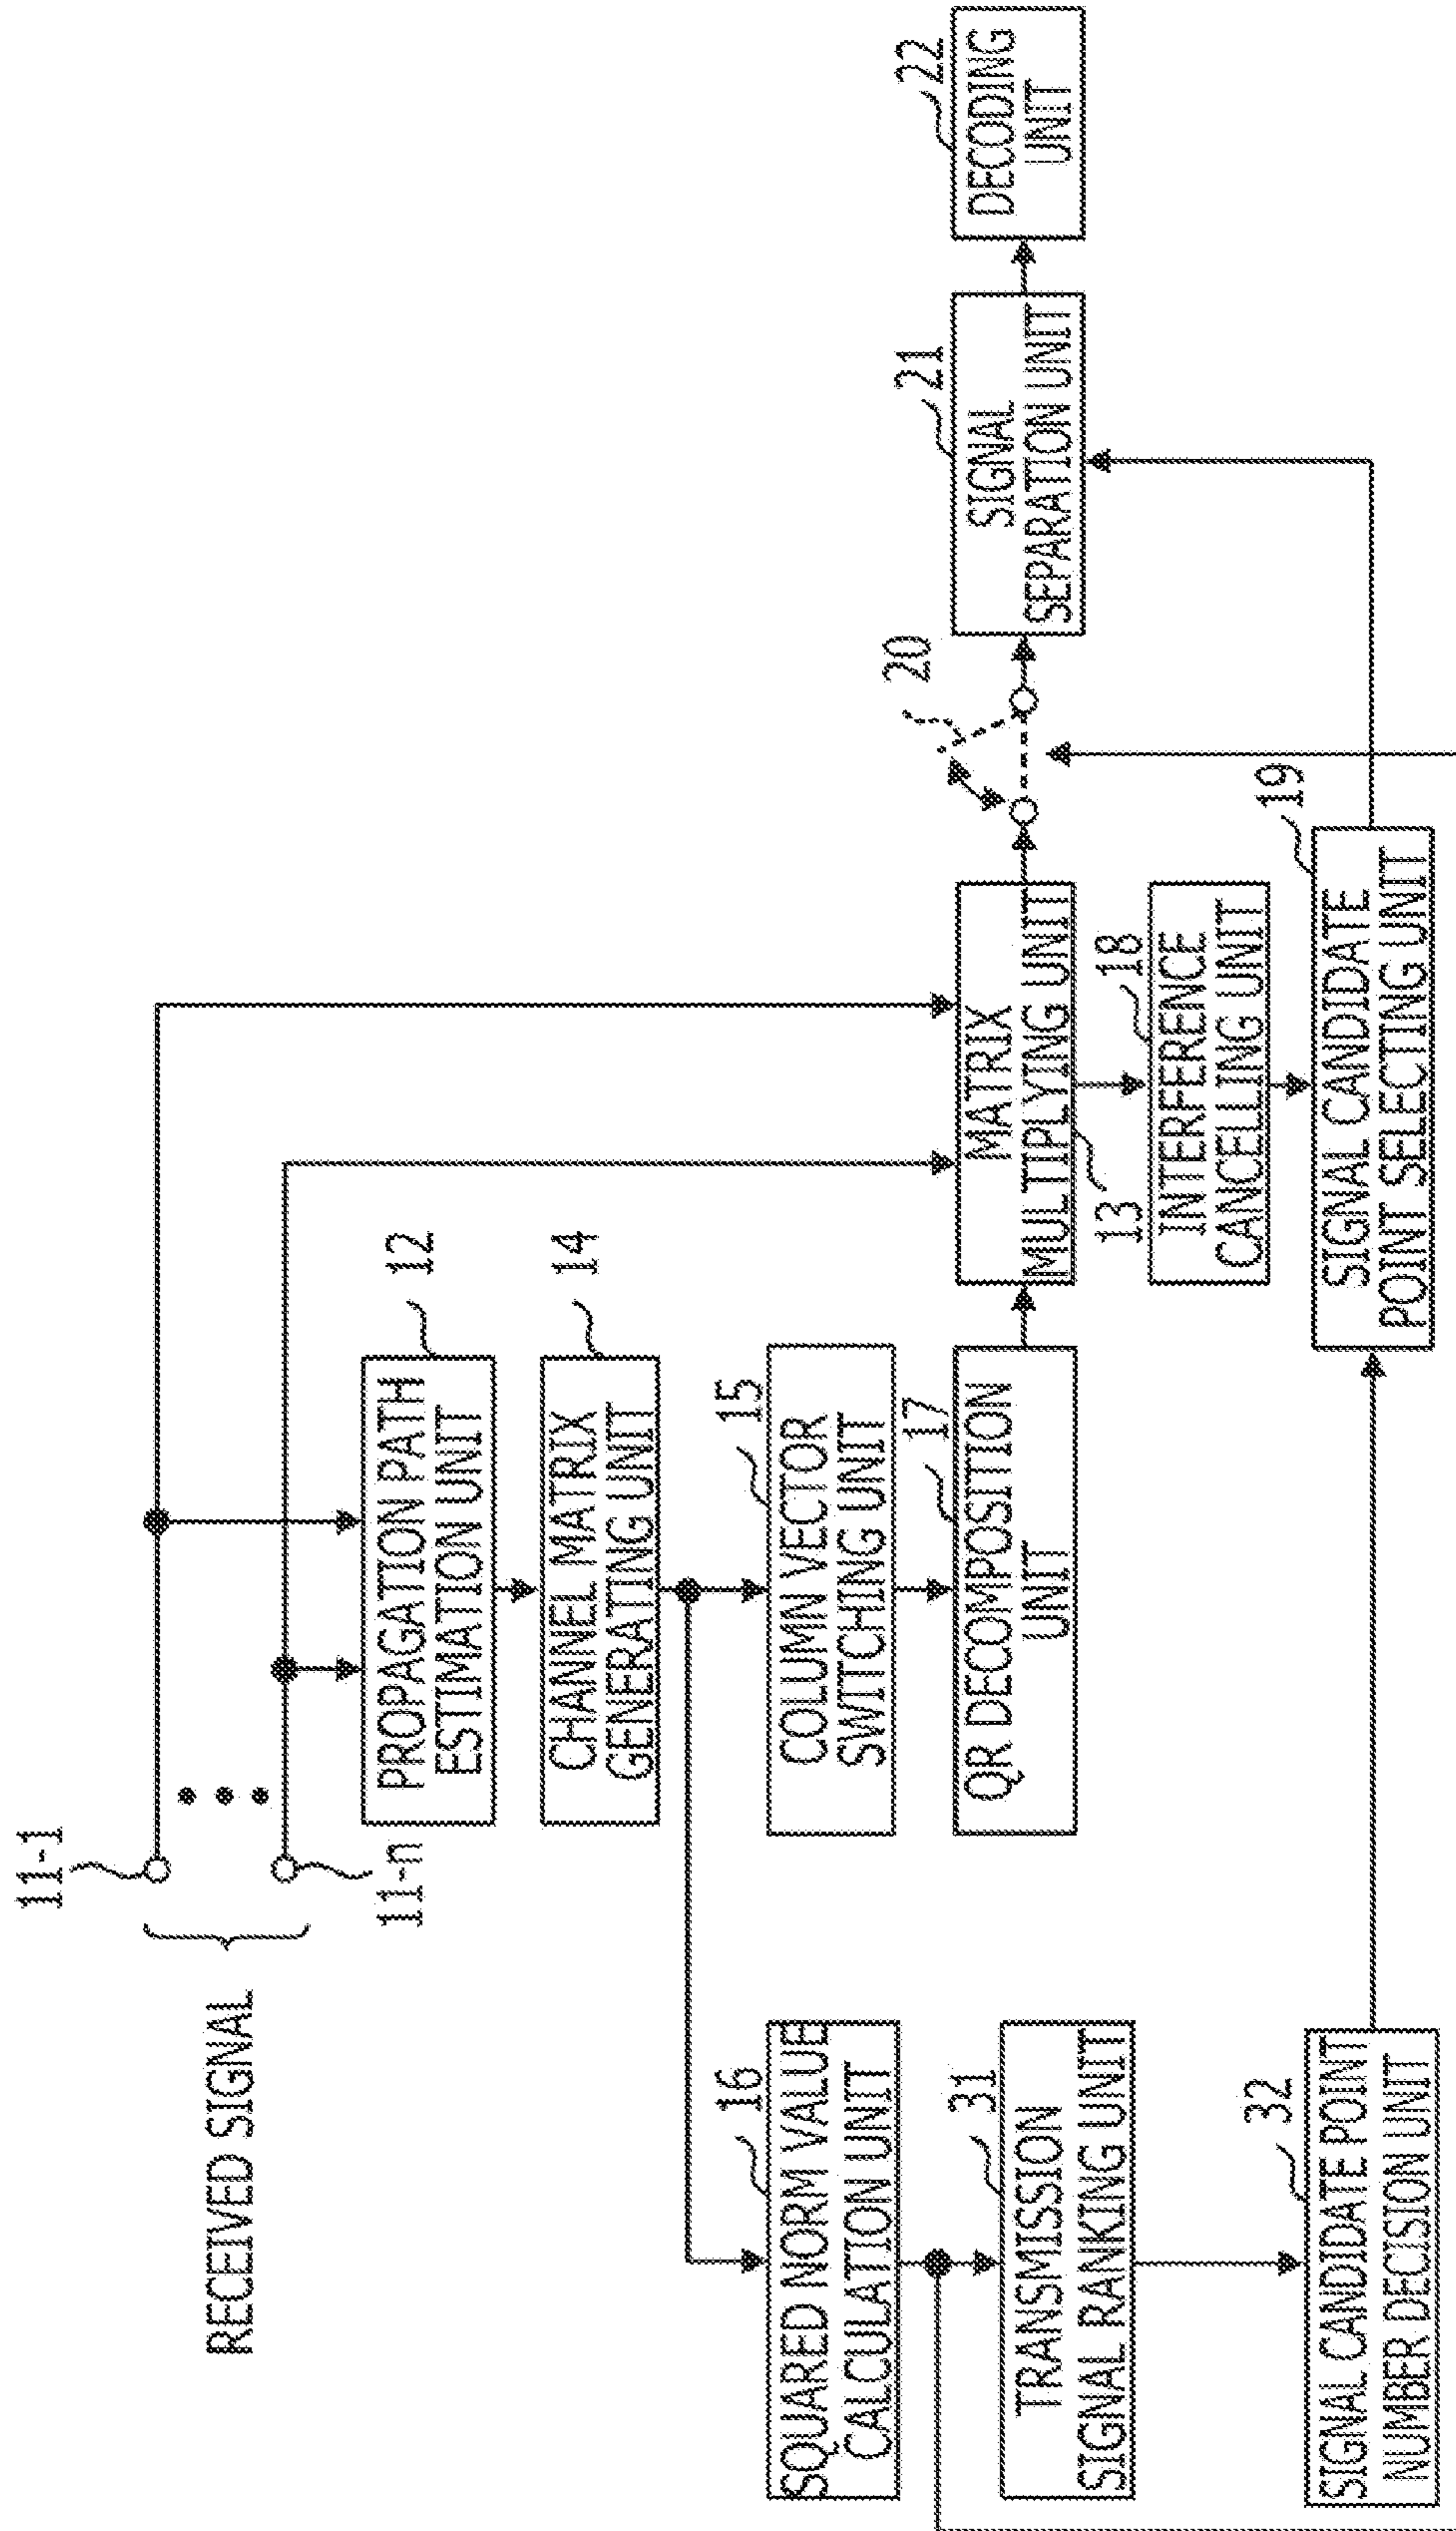 RECEIVED SIGNAL
11-1
11-n
12
PROPAGATION PATH
ESTIMATION UNIT
14
CHANNEL MATRIX
GENERATING UNIT
16
SQUARED NORM VALUE
CALCULATION UNIT
15
COLUMN VECTOR
SWITCHING UNIT
31
TRANSMISSION
SIGNAL RANKING UNIT
17
QR DECOMPOSITION
UNIT
MATRIX
MULTIPLYING UNIT
13
20
21
SIGNAL
SEPARATION UNIT
22
DECODING
UNIT
18
INTERFERENCE
CANCELLING UNIT
32
SIGNAL CANDIDATE POINT
NUMBER DECISION UNIT
19
SIGNAL CANDIDATE
POINT SELECTING UNIT